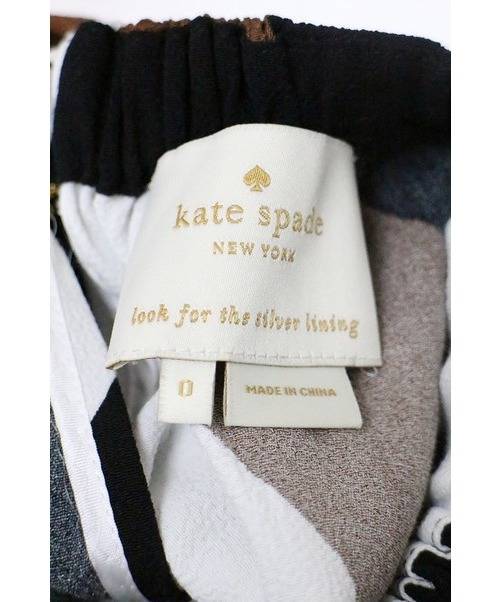 kate spade
NEW YORK
look for the silver lining
0
MADE IN CHINA